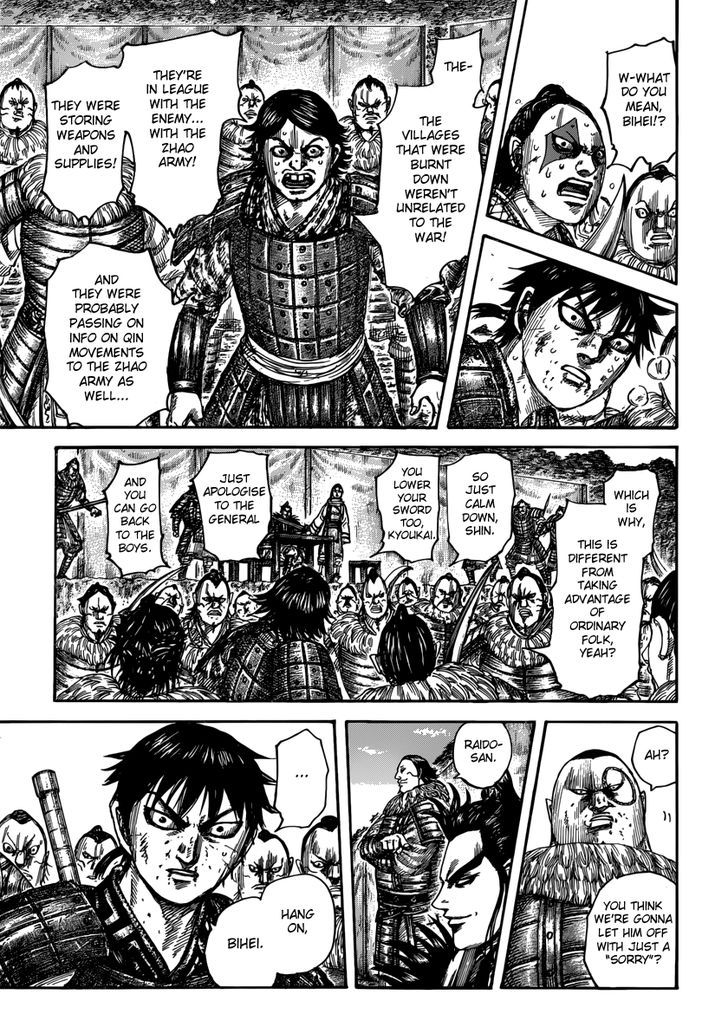 W-WHAT
DO YOU
MEAN,
BIHEI!?
THE-
THE
VILLAGES
THAT WERE
BURNT
DOWN
WEREN'T
UNRELATED
TO THE
WAR!
THEY'RE
IN LEAGUE
WITH THE
ENEMY...
WITH THE
ZHAO
ARMY!
THEY WERE
STORING
WEAPONS
AND
SUPPLIES!
AND
THEY WERE
PROBABLY
PASSING ON
INFO ON QIN
MOVEMENTS
TO THE ZHAO
ARMY AS
WELL...
!!
WHICH
IS WHY,
THIS IS
DIFFERENT
FROM
TAKING
ADVANTAGE
OF
ORDINARY
FOLK,
YEAH?
SO
JUST
CALM
DOWN,
SHIN.
YOU
LOWER
YOUR
SWORD
TOO,
KYOUKAI.
JUST
APOLOGISE
TO THE
GENERAL
AND
YOU
CAN GO
BACK TO
THE
BOYS.
AH?
YOU THINK
WE'RE GONNA
LET HIM OFF
WITH JUST A
"SORRY"?
RAIDO-
SAN.
...
HANG
ON,
BIHEI.